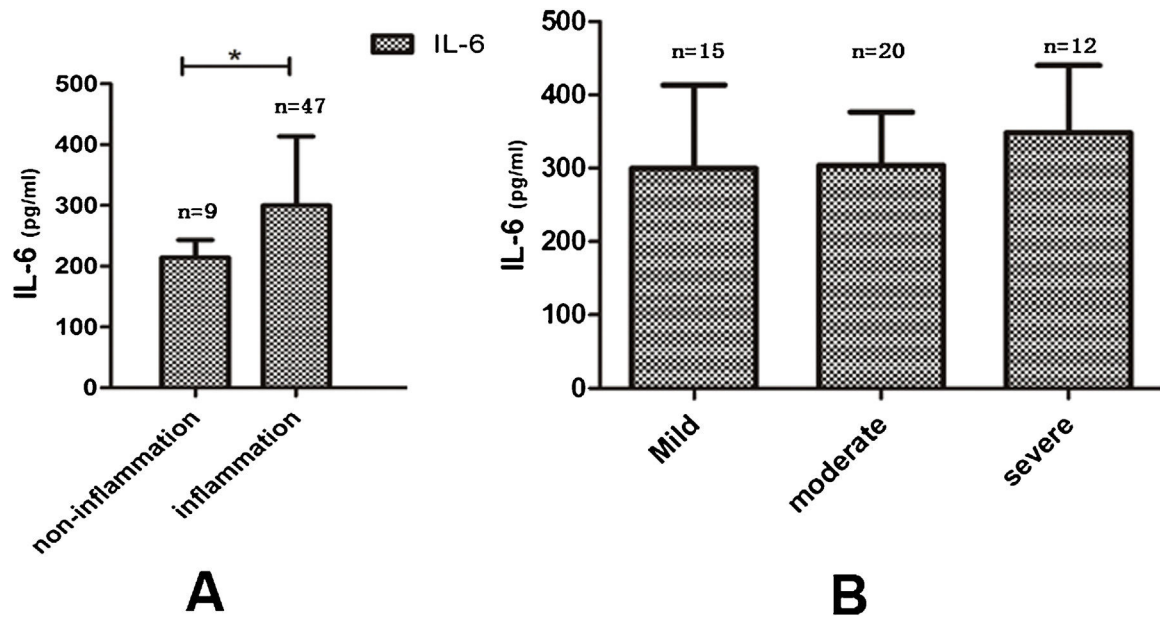 IL-6
*
500
400
300
200
100
0
IL-6 (pg/ml)
n=9
n=47
non-inflammation
inflammation
A
500
400
300
200
100
0
IL-6 (pg/ml)
n=15
n=20
n=12
Mild
moderate
severe
B